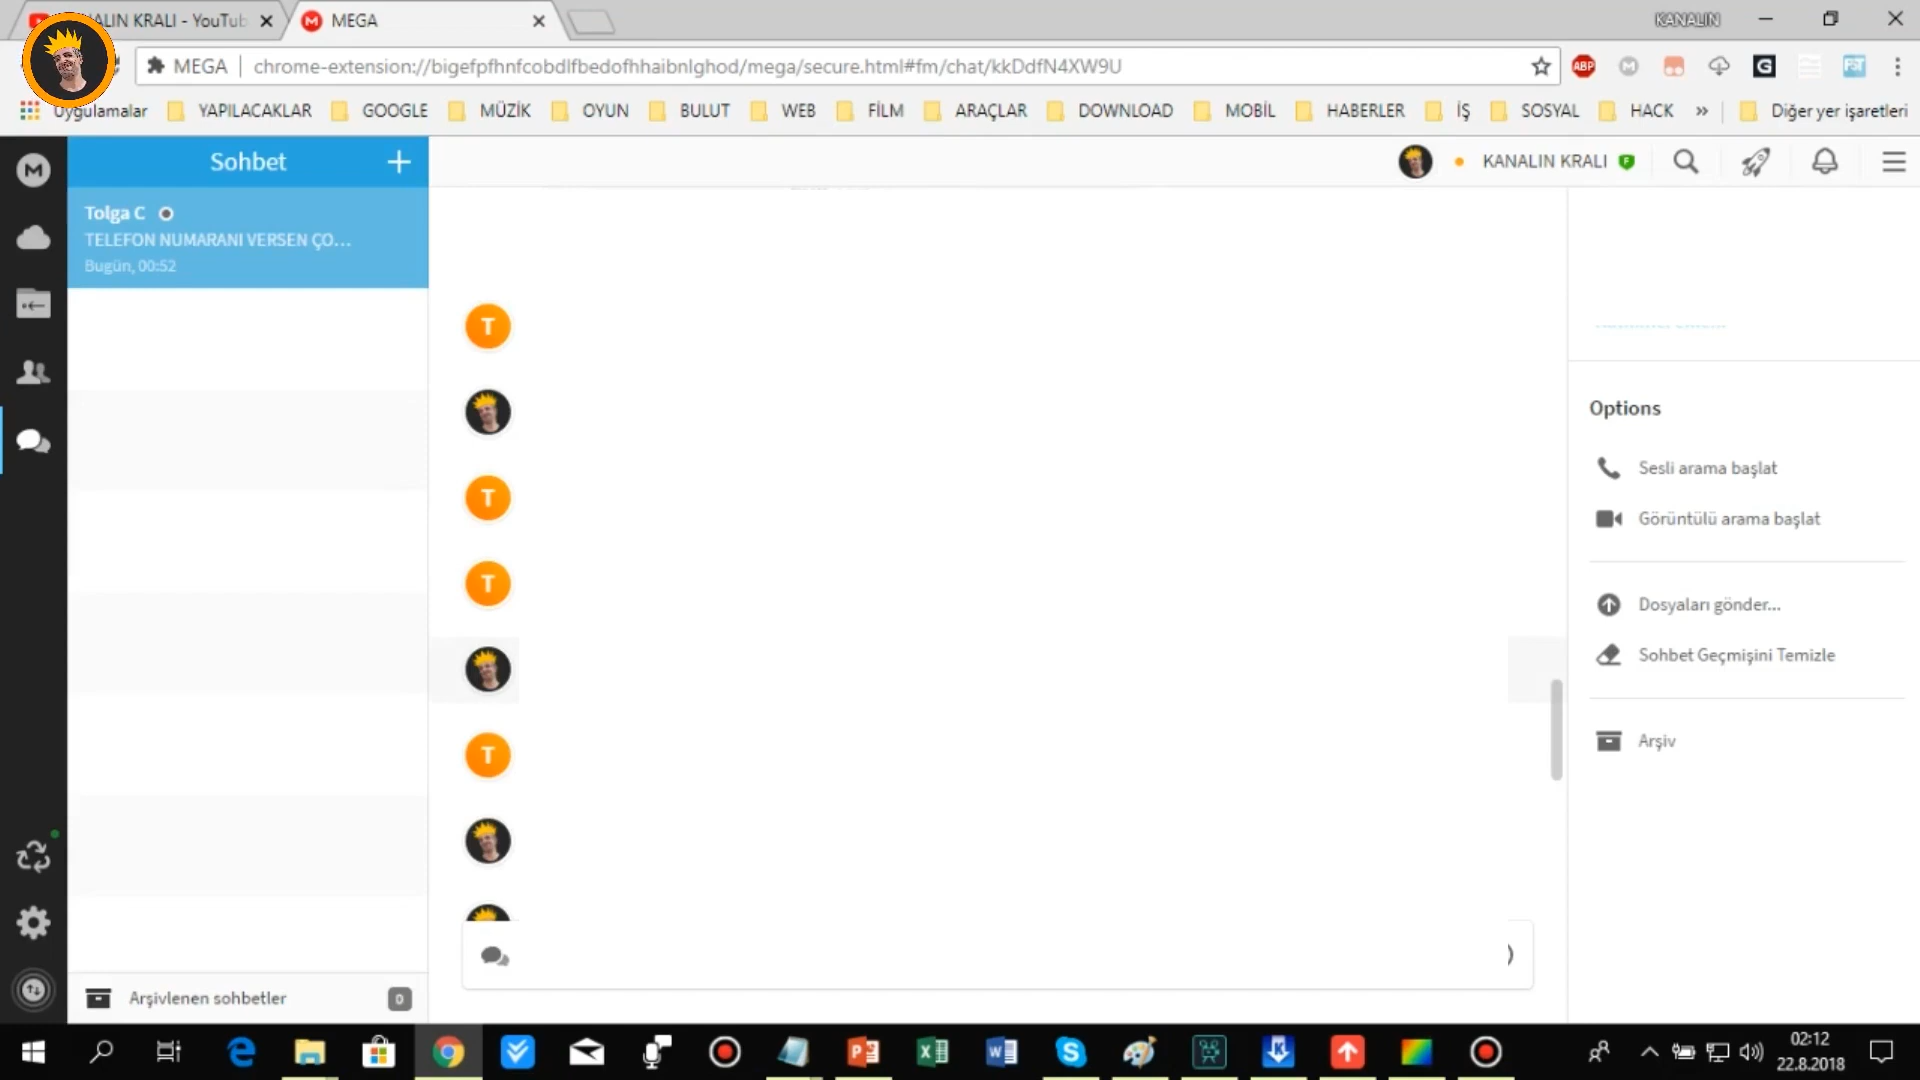 KANALIN KRALI - YouTub
MEGA
KANALIN
MEGA
chrome-extension://bigefpfhnfcobdlfbedofhhaibnlghod/mega/secure.html#fm/chat/kkDdfN4XW9U
ABP
Uygulamalar
YAPILACAKLAR
GOOGLE
MÜZİK
OYUN
BULUT
WEB
FİLM
ARAÇLAR
DOWNLOAD
MOBİL
HABERLER
İŞ
SOSYAL
HACK
»
Diğer yer işaretleri
Sohbet
KANALIN KRALI
Tolga C
TELEFON NUMARANI VERSEN ÇO...
Bugün, 00:52
T
T
T
T
Options
Sesli arama başlat
Görüntülü arama başlat
Dosyaları gönder...
Sohbet Geçmişini Temizle
Arşiv
Arşivlenen sohbetler
0
02:12
22.8.2018